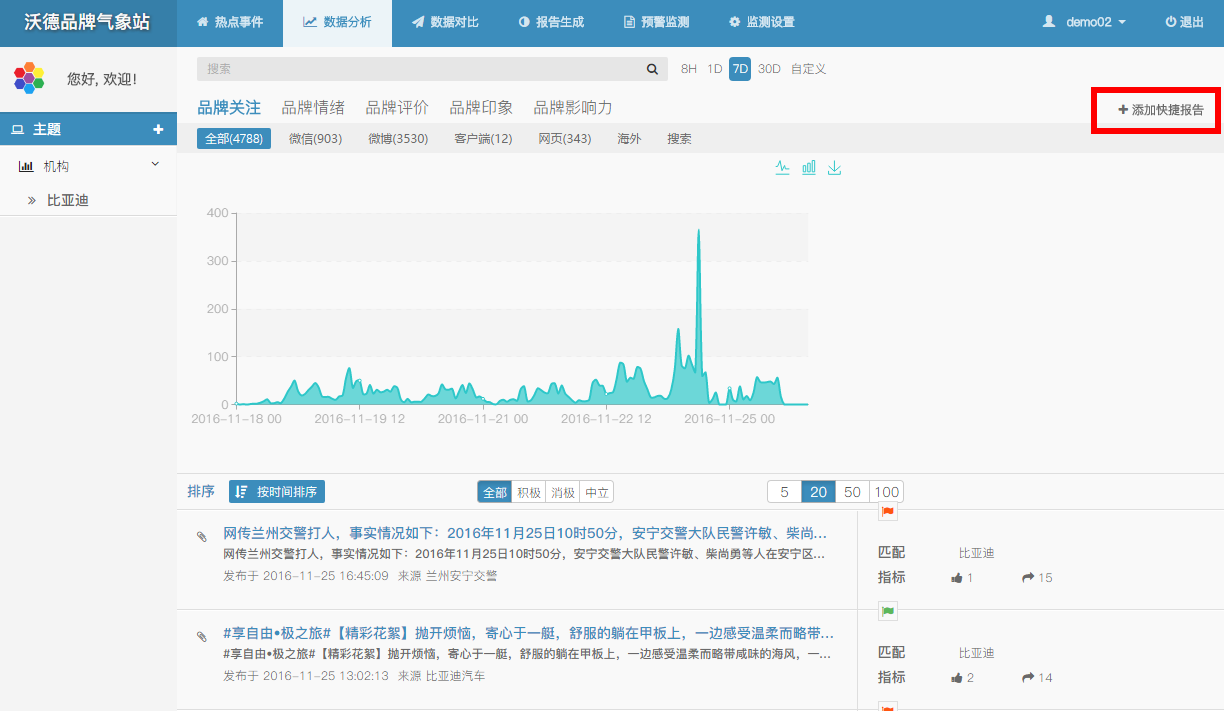 沃德品牌气象站 热点事件 数据分析 数据对比 报告生成 预警监测 监测设置 demo02 退出
您好, 欢迎!
搜索 8H 1D 7D 30D 自定义
主题
品牌关注 品牌情绪 品牌评价 品牌印象 品牌影响力
添加快捷报告
全部(4788) 微信(903) 微博(3530) 客户端(12) 网页(343) 海外 搜索
机构
比亚迪
400
300
200
100
0
2016-11-18 00 2016-11-19 12 2016-11-21 00 2016-11-22 12 2016-11-25 00
排序 按时间排序 全部 积极 消极 中立 5 20 50 100
网传兰州交警打人，事实情况如下：2016年11月25日10时50分，安宁交警大队民警许敏、柴尚...
网传兰州交警打人，事实情况如下：2016年11月25日10时50分，安宁交警大队民警许敏、柴尚勇等人在安宁区...
发布于 2016-11-25 16:45:09 来源 兰州安宁交警
匹配 比亚迪
指标 1 15
#享自由•极之旅#【精彩花絮】抛开烦恼，寄心于一艇，舒服的躺在甲板上，一边感受温柔而略带...
#享自由•极之旅#【精彩花絮】抛开烦恼，寄心于一艇，舒服的躺在甲板上，一边感受温柔而略带咸味的海风，一...
发布于 2016-11-25 13:02:13 来源 比亚迪汽车
匹配 比亚迪
指标 2 14